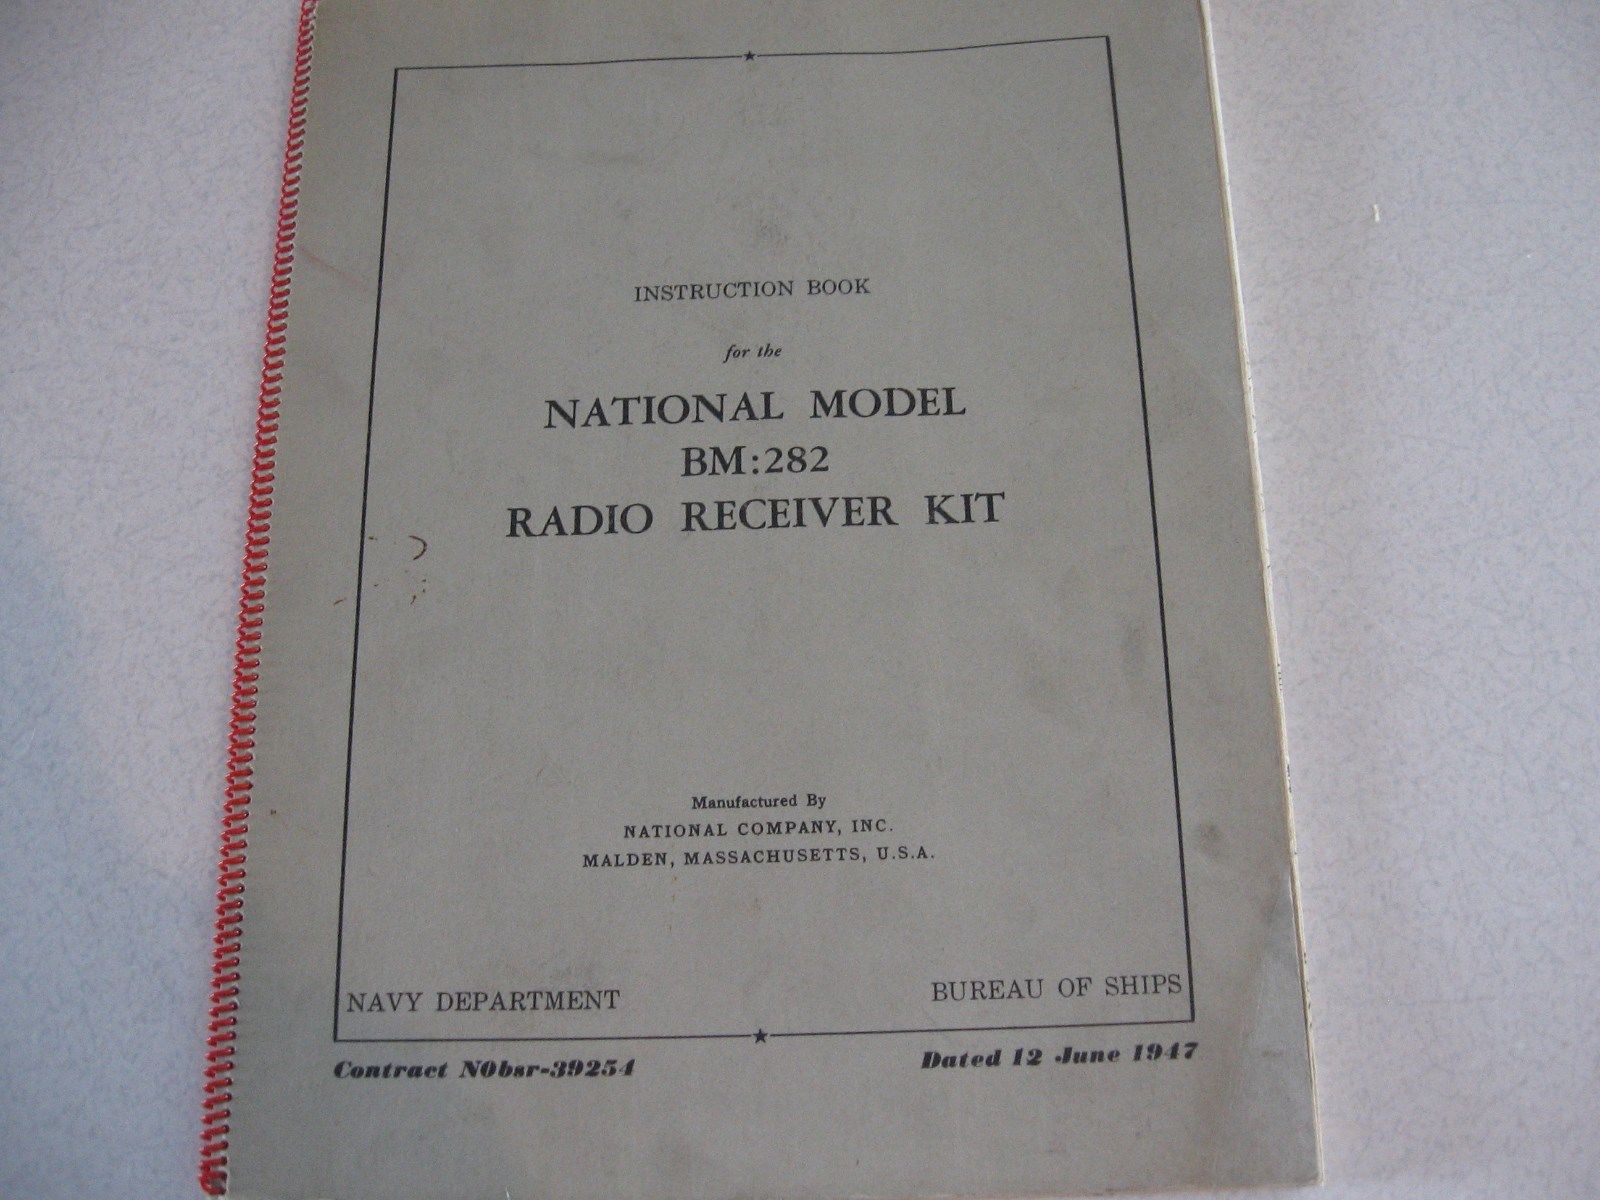 INSTRUCTION BOOK
for the
NATIONAL MODEL
BM:282
RADIO RECEIVER KIT
Manufactured By
NATIONAL COMPANY, INC.
MALDEN, MASSACHUSETTS, U.S.A.
NAVY DEPARTMENT BUREAU OF SHIPS
Contract NObsr-39254 Dated 12 June 1947